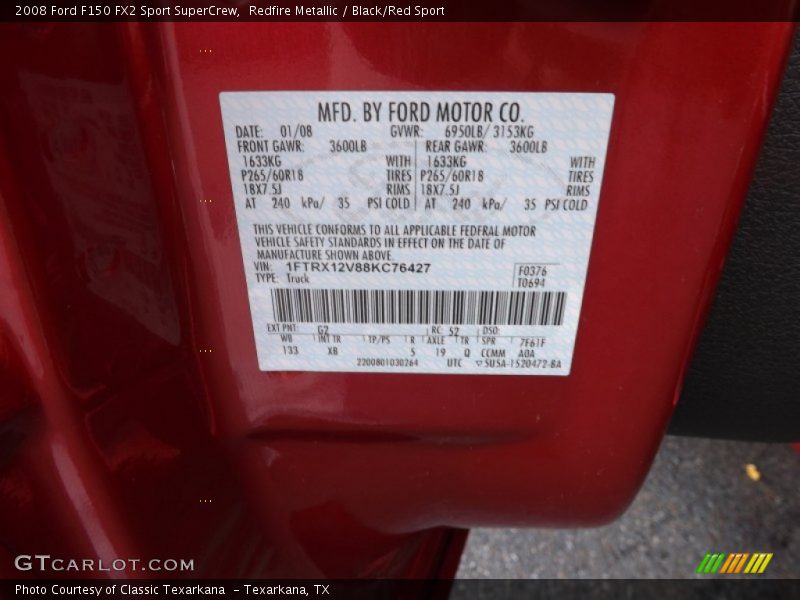 2008 Ford F150 FX2 Sport SuperCrew, Redfire Metallic / Black/Red Sport
MFD. BY FORD MOTOR CO.
DATE: 01/08 GVWR: 6950LB/ 3153KG
FRONT GAWR: 3600LB REAR GAWR: 3600LB
1633KG WITH 1633KG WITH
P265/60R18 TIRES P265/60R18 TIRES
18X7.5J RIMS 18X7.5J RIMS
AT 240 kPa/ 35 PSI COLD AT 240 kPa/ 35 PSI COLD
THIS VEHICLE CONFORMS TO ALL APPLICABLE FEDERAL MOTOR
VEHICLE SAFETY STANDARDS IN EFFECT ON THE DATE OF
MANUFACTURE SHOWN ABOVE.
VIN: 1FTRX12V88KC76427 F0376
TYPE: Truck T0694
EXT PNT: G2 RC: 52 DSO:
WB INT TR TP/PS R AXLE TR SPR 7F61F
133 XB 5 19 Q CCMM AOA
2200801030264 UTC ▽5U5A-1520472-BA
GTCARLOT.COM
Photo Courtesy of Classic Texarkana - Texarkana, TX